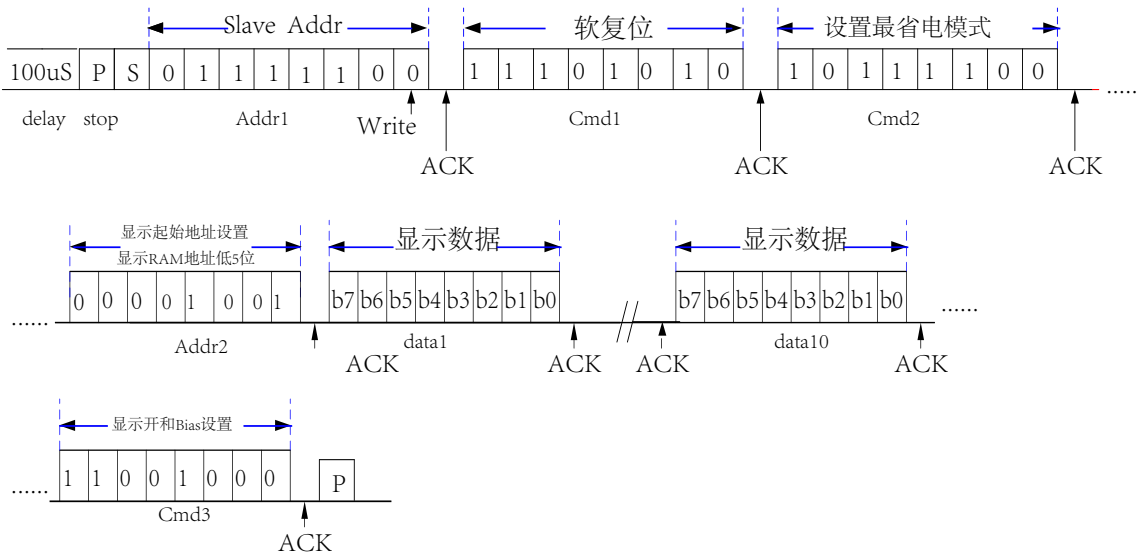 Slave Addr 软复位 设置最省电模式
100uS P S 0 1 1 1 1 1 0 0 1 1 1 0 1 0 1 0 1 0 1 1 1 1 0 0
......
delay stop Addr1 Write Cmd1 Cmd2
ACK ACK ACK
显示起始地址设置 显示数据 显示数据
显示RAM地址低5位
0 0 0 0 1 0 0 1 b7 b6 b5 b4 b3 b2 b1 b0 b7 b6 b5 b4 b3 b2 b1 b0
...... // ......
Addr2 ACK data1 ACK ACK data10 ACK
显示开和Bias设置
1 1 0 0 1 0 0 0 P
......
Cmd3
ACK